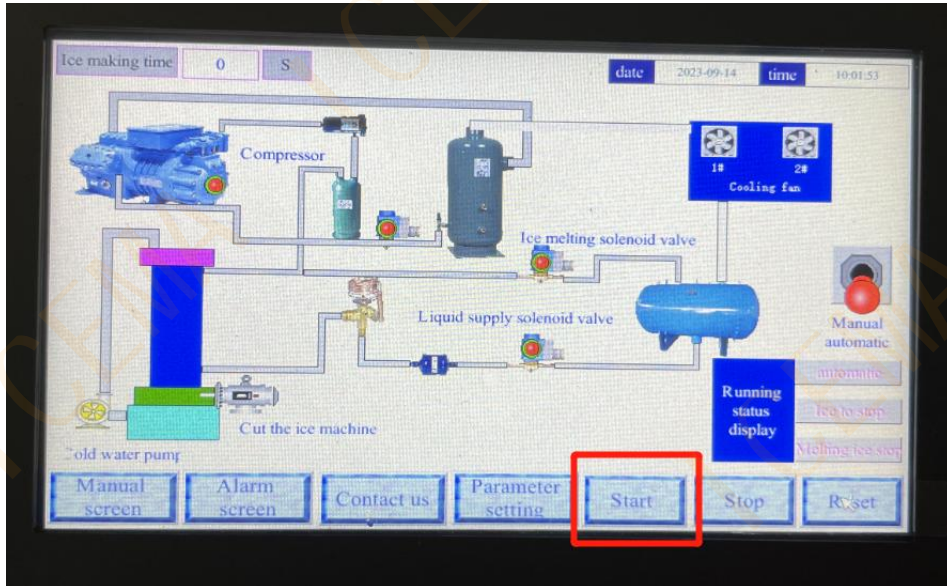 Ice making time 0 S
date 2023-09-14 time 10:01:53
Compressor
1# 2#
Cooling fan
Ice melting solenoid valve
Liquid supply solenoid valve
Manual
automatic
automatic
Running
status
display
Ice to stop
Melting ice stop
Cut the ice machine
old water pump
Manual
screen
Alarm
screen
Contact us
Parameter
setting
Start
Stop
Reset